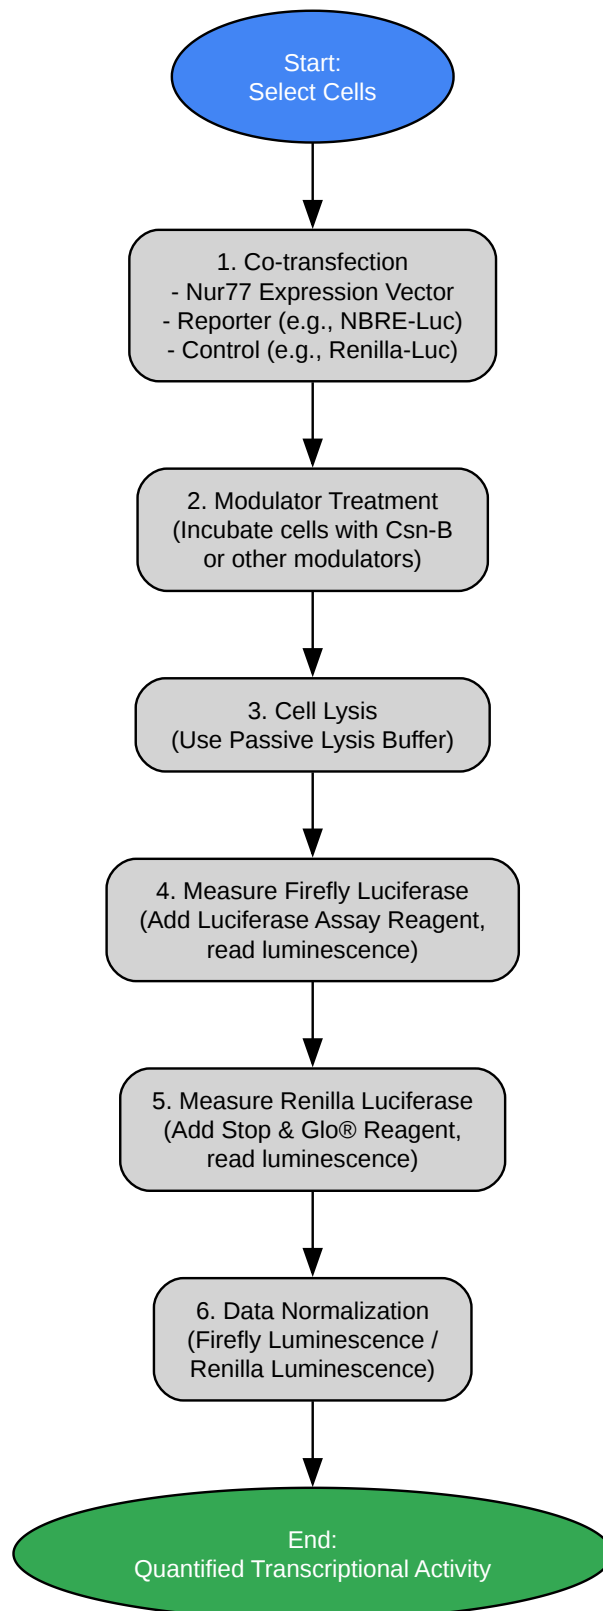 Start:
Select Cells
1. Co-transfection
- Nur77 Expression Vector
- Reporter (e.g., NBRE-Luc)
- Control (e.g., Renilla-Luc)
2. Modulator Treatment
(Incubate cells with Csn-B
or other modulators)
3. Cell Lysis
(Use Passive Lysis Buffer)
4. Measure Firefly Luciferase
(Add Luciferase Assay Reagent,
read luminescence)
5. Measure Renilla Luciferase
(Add Stop & Glo® Reagent,
read luminescence)
6. Data Normalization
(Firefly Luminescence /
Renilla Luminescence)
End:
Quantified Transcriptional Activity